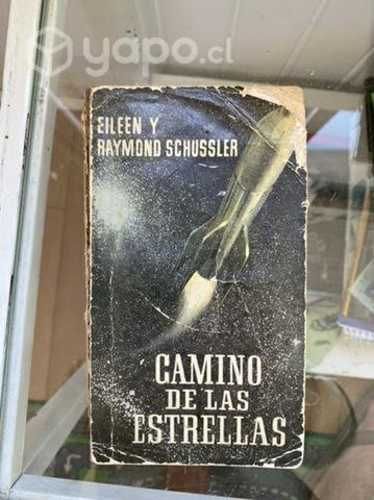 yapo.cl
EILEEN Y
RAYMOND SCHUSSLER
CAMINO
DE LAS
ESTRELLAS